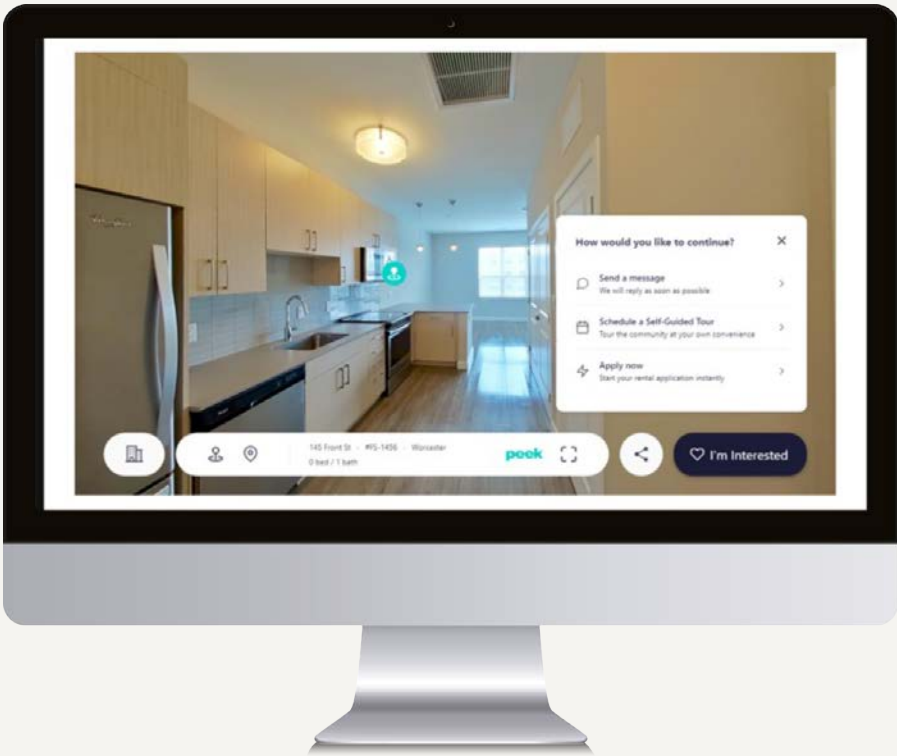 Whirlpool
How would you like to continue?
Send a message
We will reply as soon as possible
Schedule a Self-Guided Tour
Tour the community at your own convenience
Apply now
Start your rental application instantly
145 Front St - #FS-1456 - Worcester
0 bed / 1 bath
peek
I'm Interested